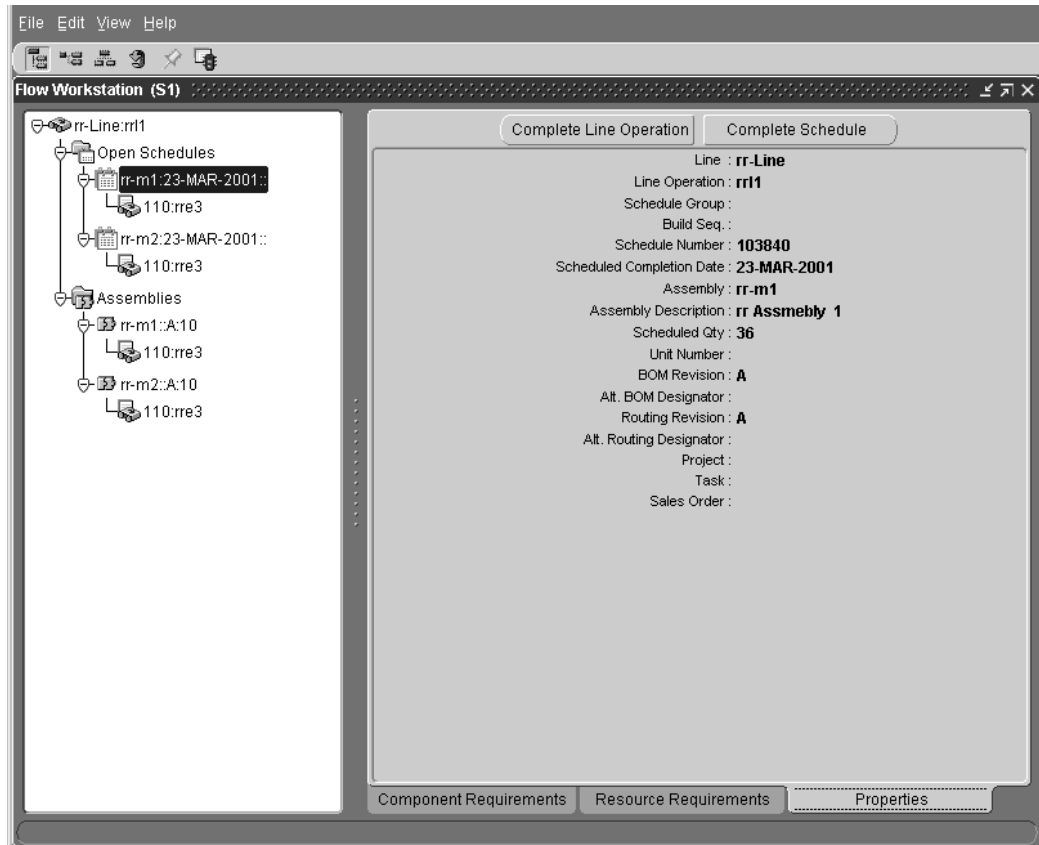 File Edit View Help
Flow Workstation (S1)
rr-Line:rrl1
Open Schedules
rr-m1:23-MAR-2001::
110:rre3
rr-m2:23-MAR-2001::
110:rre3
Assemblies
rr-m1::A:10
110:rre3
rr-m2::A:10
110:rre3
Complete Line Operation Complete Schedule
Line : rr-Line
Line Operation : rrl1
Schedule Group :
Build Seq. :
Schedule Number : 103840
Scheduled Completion Date : 23-MAR-2001
Assembly : rr-m1
Assembly Description : rr Assmebly 1
Scheduled Qty : 36
Unit Number :
BOM Revision : A
Alt. BOM Designator :
Routing Revision : A
Alt. Routing Designator :
Project :
Task :
Sales Order :
Component Requirements Resource Requirements Properties